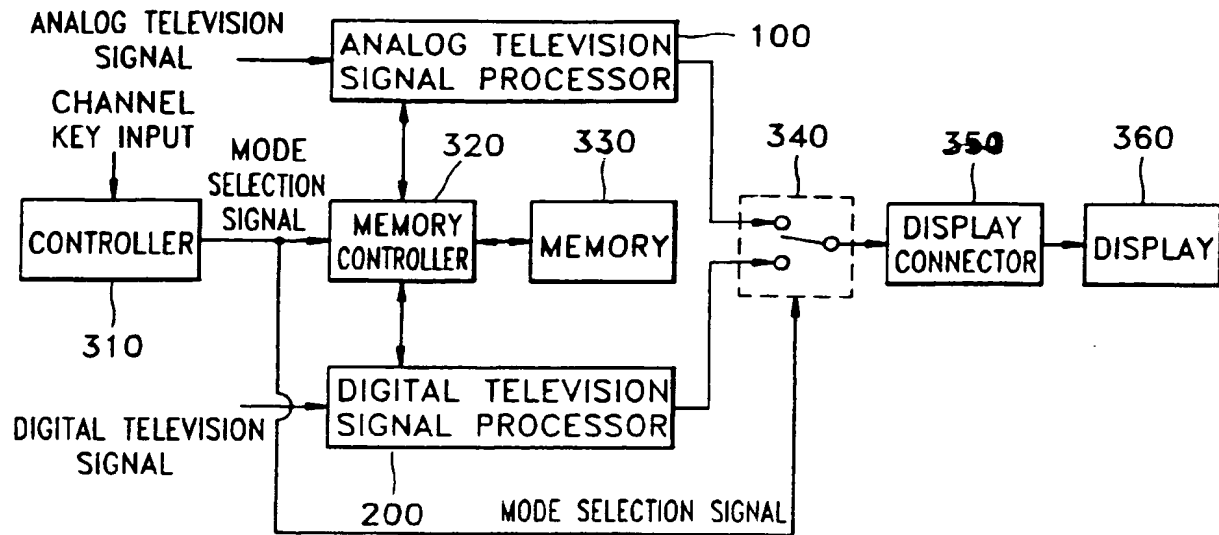 ANALOG TELEVISION
SIGNAL
ANALOG TELEVISION
SIGNAL PROCESSOR
100
CHANNEL
KEY INPUT
MODE
SELECTION
SIGNAL
320
330
340
350
360
CONTROLLER
MEMORY
CONTROLLER
MEMORY
DISPLAY
CONNECTOR
DISPLAY
310
DIGITAL TELEVISION
SIGNAL
DIGITAL TELEVISION
SIGNAL PROCESSOR
200
MODE SELECTION SIGNAL